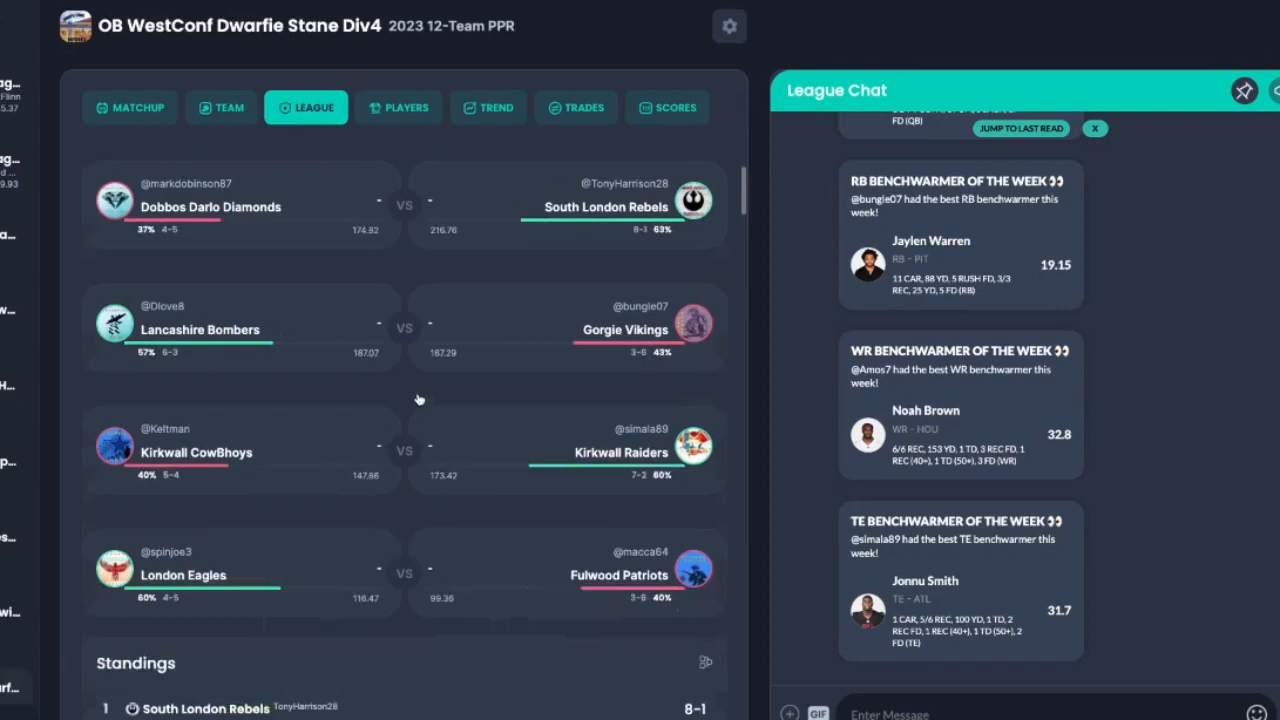 OB WestConf Dwarfie Stane Div4 2023 12-Team PPR
MATCHUP TEAM LEAGUE PLAYERS TREND TRADES SCORES
@markdobinson87
Dobbos Darlo Diamonds
37% 4-5 174.82
-
VS
-
@TonyHarrison28
South London Rebels
216.76 8-1 63%
@Dlove8
Lancashire Bombers
57% 6-3 187.07
-
VS
-
@bungle07
Gorgie Vikings
167.29 3-6 43%
@Keltman
Kirkwall CowBhoys
40% 5-4 147.86
-
VS
-
@simala89
Kirkwall Raiders
173.42 7-2 60%
@spinjoe3
London Eagles
60% 4-5 116.47
-
VS
-
@macca64
Fulwood Patriots
99.36 3-6 40%
Standings
1 South London Rebels TonyHarrison28 8-1
League Chat
FD (QB)
JUMP TO LAST READ X
RB BENCHWARMER OF THE WEEK 👀
@bungle07 had the best RB benchwarmer this
week!
Jaylen Warren
RB - PIT
19.15
11 CAR, 88 YD, 5 RUSH FD, 3/3
REC, 25 YD, 5 FD (RB)
WR BENCHWARMER OF THE WEEK 👀
@Amos7 had the best WR benchwarmer this
week!
Noah Brown
WR - HOU
32.8
6/6 REC, 153 YD, 1 TD, 3 REC FD, 1
REC (40+), 1 TD (50+), 3 FD (WR)
TE BENCHWARMER OF THE WEEK 👀
@simala89 had the best TE benchwarmer this
week!
Jonnu Smith
TE - ATL
31.7
1 CAR, 5/6 REC, 100 YD, 1 TD, 2
REC FD, 1 REC (40+), 1 TD (50+), 2
FD (TE)
GIF Enter Message
ag...
Flinn
5.37
ag...
d ...
9.93
a...
w...
H...
p...
s...
wi...
rf...